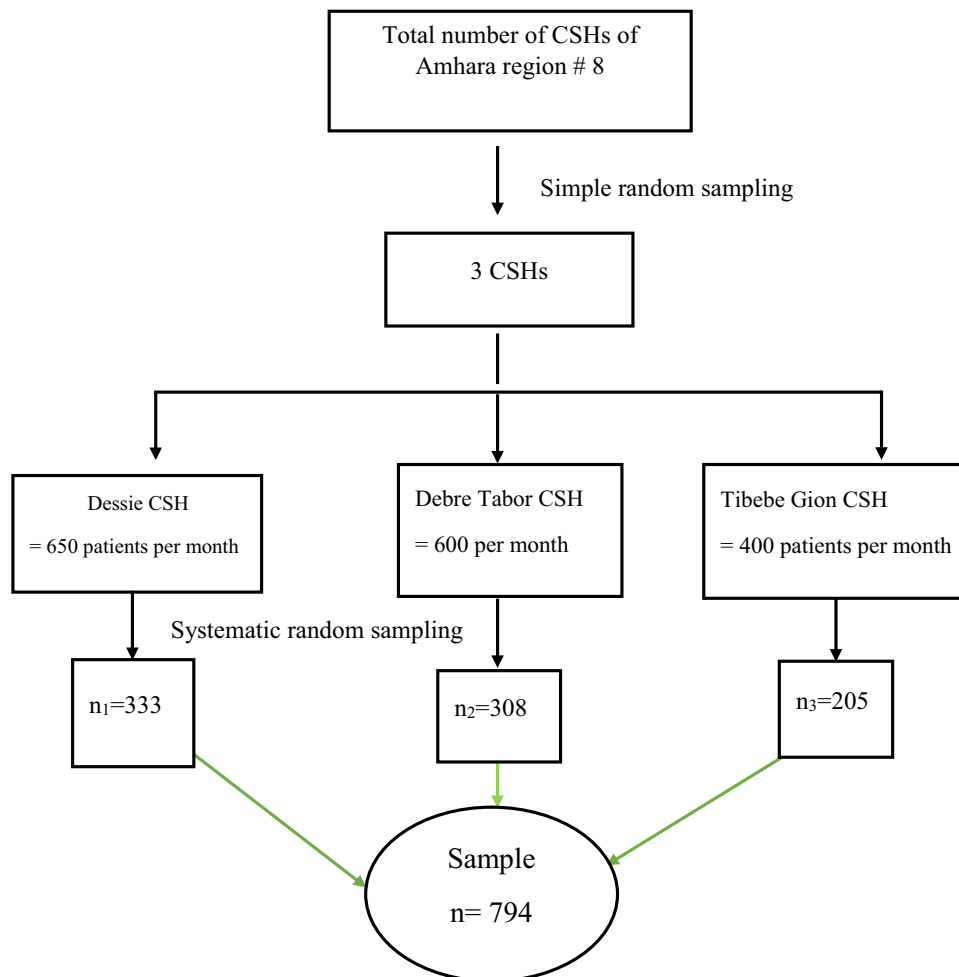 Total number of CSHs of
Amhara region # 8
Simple random sampling
3 CSHs
Dessie CSH
= 650 patients per month
Debre Tabor CSH
= 600 per month
Tibebe Gion CSH
= 400 patients per month
Systematic random sampling
n₁=333
n₂=308
n₃=205
Sample
n= 794